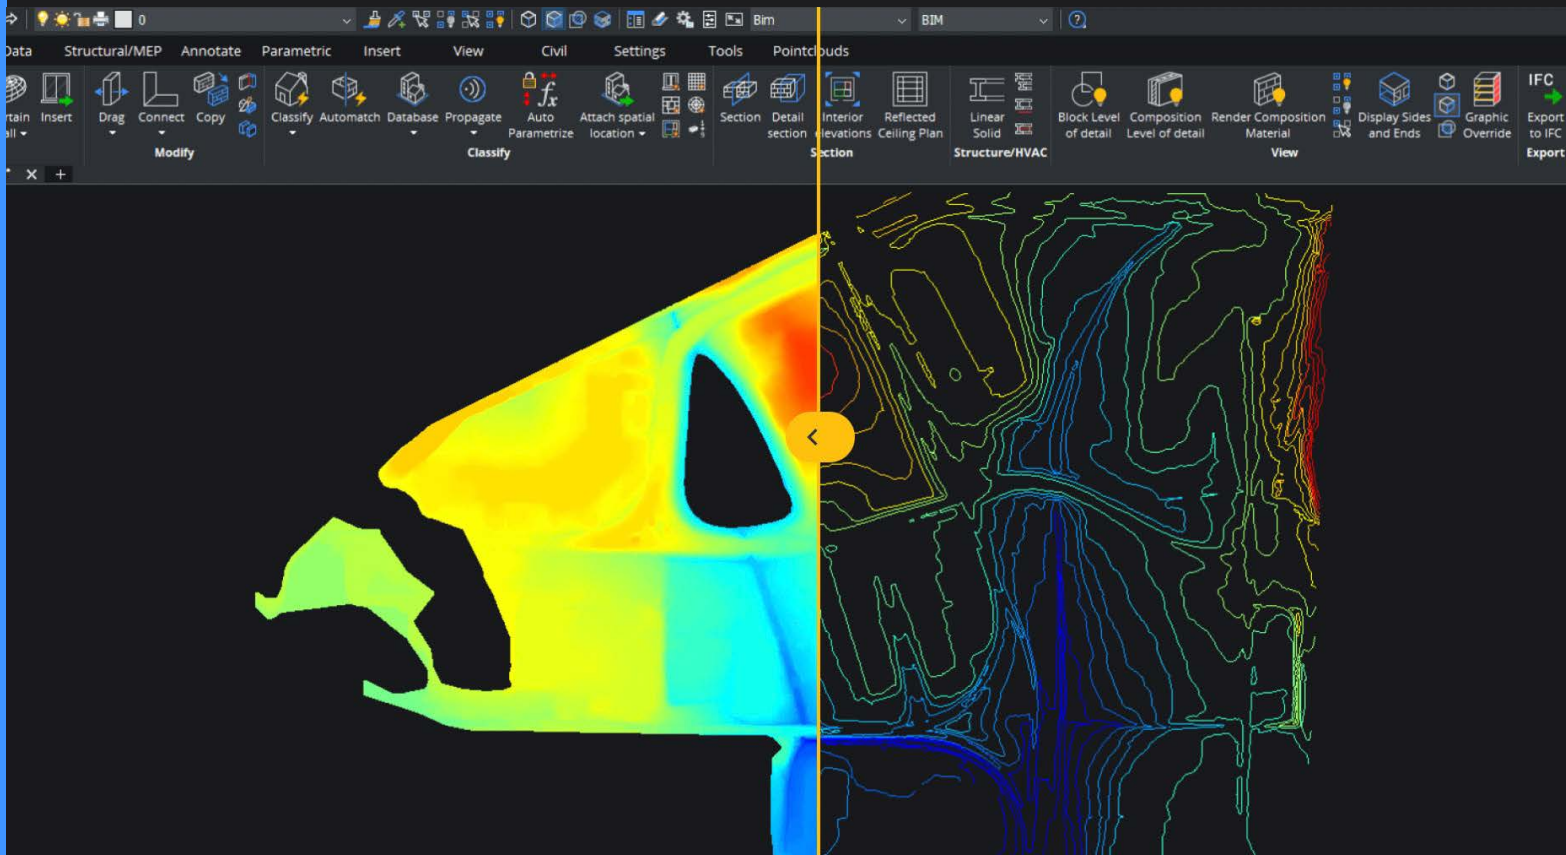 0 Bim BIM
Data Structural/MEP Annotate Parametric Insert View Civil Settings Tools Pointclouds
IFC
rtain Insert Drag Connect Copy Classify Automatch Database Propagate Auto Attach spatial Section Detail Interior Reflected Linear Block Level Composition Render Composition Display Sides Graphic Export
all Parametrize location section elevations Ceiling Plan Solid of detail Level of detail Material and Ends Override to IFC
Modify Classify Section Structure/HVAC View Export